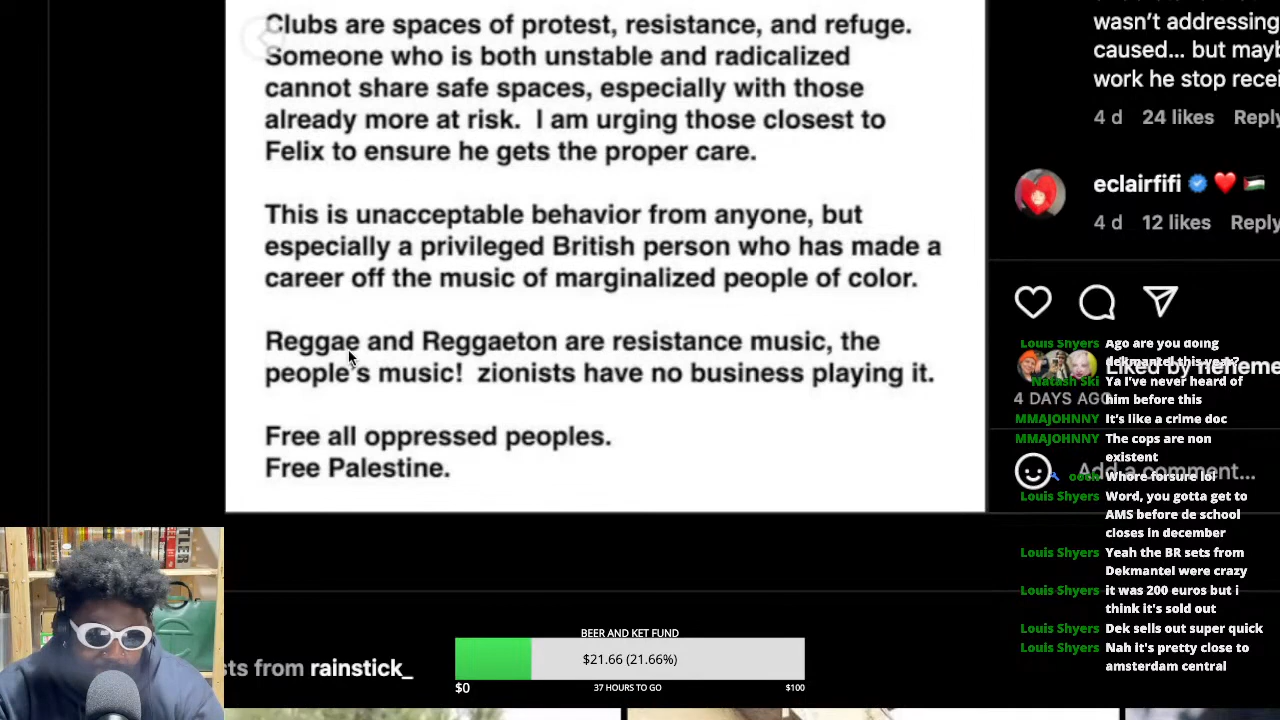 Clubs are spaces of protest, resistance, and refuge.
Someone who is both unstable and radicalized
cannot share safe spaces, especially with those
already more at risk.  I am urging those closest to
Felix to ensure he gets the proper care.
This is unacceptable behavior from anyone, but
especially a privileged British person who has made a
career off the music of marginalized people of color.
Reggae and Reggaeton are resistance music, the
people's music!  zionists have no business playing it.
Free all oppressed peoples.
Free Palestine.
wasn't addressing
caused... but mayb
work he stop recei
4 d 24 likes Reply
eclairfifi ❤️ 🇵🇸
4 d 12 likes Reply
Louis Shyers Ago are you doing
dekmantel this year?
Liked by heneme
Natash Ski Ya I've never heard of
him before this
4 DAYS AGO
MMAJOHNNY It's like a crime doc
MMAJOHNNY The cops are non
existent
Add a comment...
ooch Whore forsure lol
Louis Shyers Word, you gotta get to
AMS before de school
closes in december
Louis Shyers Yeah the BR sets from
Dekmantel were crazy
Louis Shyers it was 200 euros but i
think it's sold out
Louis Shyers Dek sells out super quick
Louis Shyers Nah it's pretty close to
amsterdam central
sts from rainstick_
BEER AND KET FUND
$21.66 (21.66%)
$0 37 HOURS TO GO $100